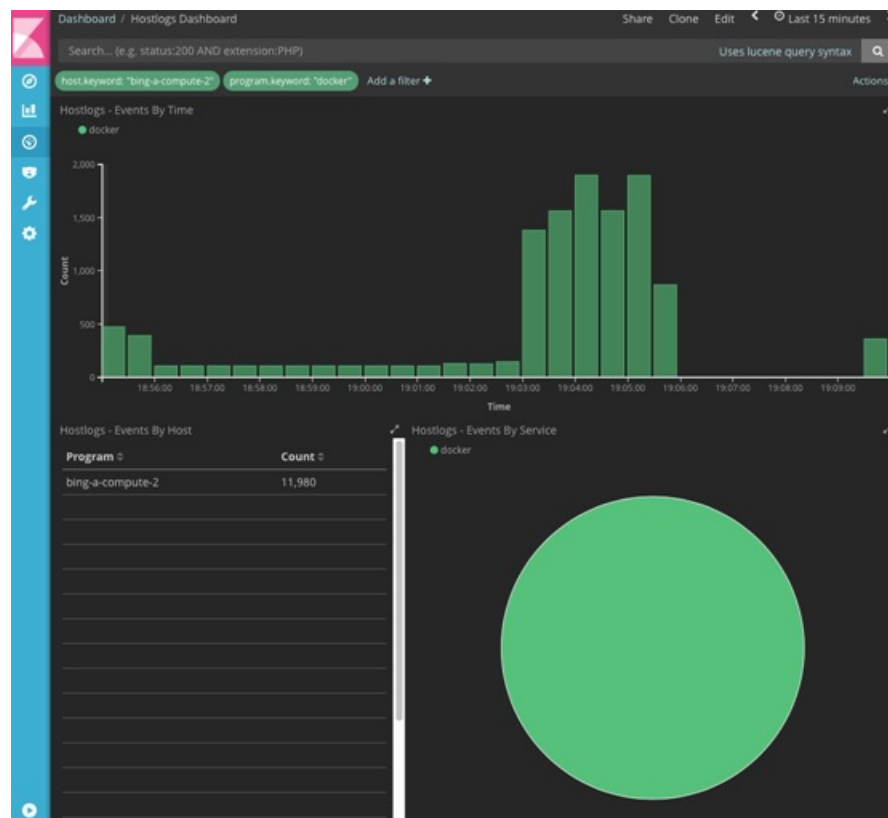 Dashboard / Hostlogs Dashboard Share Clone Edit Last 15 minutes
Search... (e.g. status:200 AND extension:PHP) Uses lucene query syntax
host.keyword: "bing-a-compute-2" program.keyword: "docker" Add a filter + Actions
Hostlogs - Events By Time
docker
2,000
1,500
1,000
500
0
Count
18:56:00 18:57:00 18:58:00 18:59:00 19:00:00 19:01:00 19:02:00 19:03:00 19:04:00 19:05:00 19:06:00 19:07:00 19:08:00 19:09:00
Time
Hostlogs - Events By Host
Program Count
bing-a-compute-2 11,980
Hostlogs - Events By Service
docker